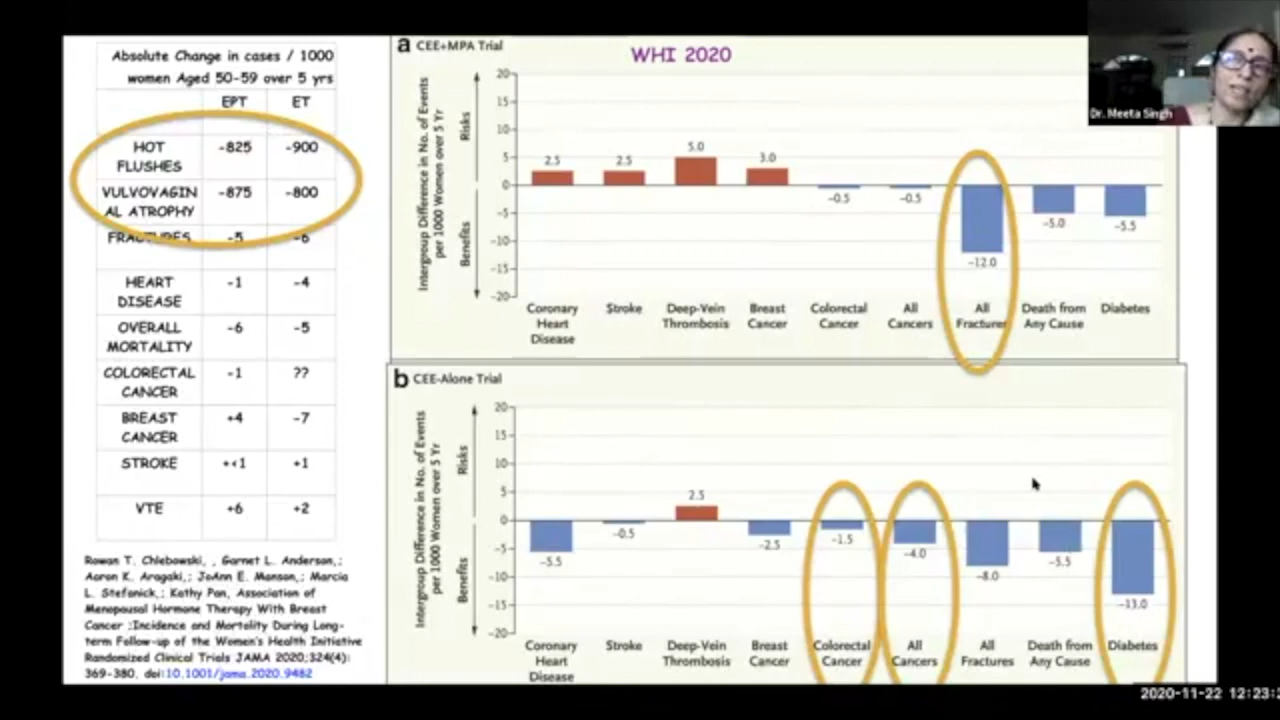 Absolute Change in cases / 1000
women Aged 50-59 over 5 yrs
EPT ET
HOT FLUSHES -825 -900
VULVOVAGIN
AL ATROPHY -875 -800
FRACTURES -5 -6
HEART
DISEASE -1 -4
OVERALL
MORTALITY -6 -5
COLORECTAL
CANCER -1 ??
BREAST
CANCER +4 -7
STROKE +<1 +1
VTE +6 +2
Rowan T. Chlebowski, , Garnet L. Anderson,;
Aaron K. Aragaki,; JoAnn E. Manson,; Marcia
L. Stefanick,; Kathy Pan, Association of
Menopausal Hormone Therapy With Breast
Cancer ;Incidence and Mortality During Long-
term Follow-up of the Women's Health Initiative
Randomized Clinical Trials JAMA 2020;324(4):
369-380. doi:10.1001/jama.2020.9482
a CEE+MPA Trial
WHI 2020
Intergroup Difference in No. of Events
per 1000 Women over 5 Yr
Risks
Benefits
20
15
10
5
0
-5
-10
-15
-20
2.5 2.5 5.0 3.0 -0.5 -0.5 -12.0 -5.0 -5.5
Coronary Stroke Deep-Vein Breast Colorectal All All Death from Diabetes
Heart Thrombosis Cancer Cancer Cancers Fractures Any Cause
Disease
b CEE-Alone Trial
Intergroup Difference in No. of Events
per 1000 Women over 5 Yr
Risks
Benefits
20
15
10
5
0
-5
-10
-15
-20
-5.5 -0.5 2.5 -2.5 -1.5 -4.0 -8.0 -5.5 -13.0
Coronary Stroke Deep-Vein Breast Colorectal All All Death from Diabetes
Heart Thrombosis Cancer Cancer Cancers Fractures Any Cause
Disease
Dr. Meeta Singh
2020-11-22 12:23:2